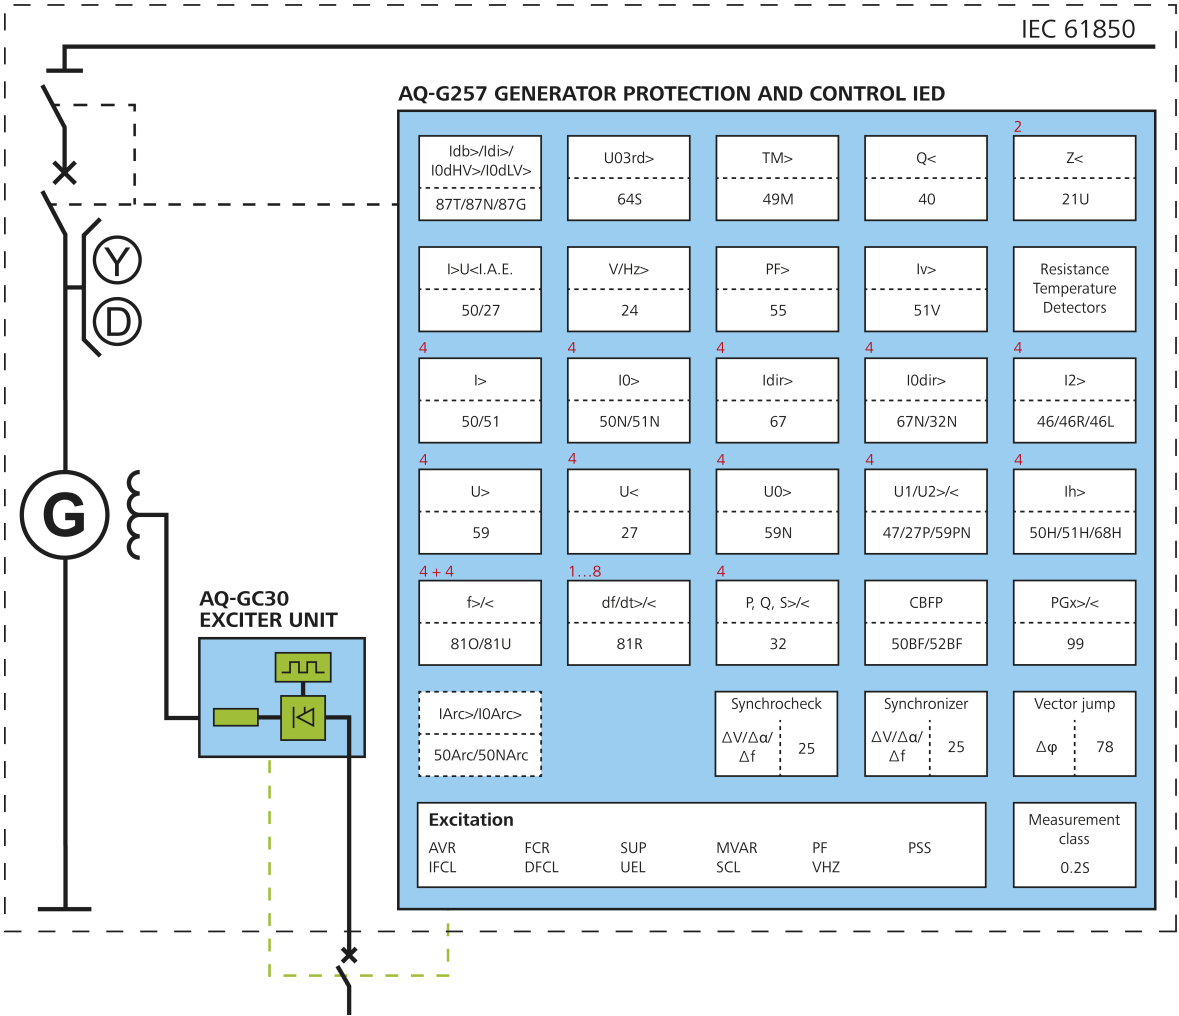 IEC 61850
AQ-G257 GENERATOR PROTECTION AND CONTROL IED
Idb>/Idi>/
I0dHV>/I0dLV>
87T/87N/87G
U03rd>
64S
TM>
49M
Q<
40
2
Z<
21U
Y
D
I>U<I.A.E.
50/27
V/Hz>
24
PF>
55
Iv>
51V
Resistance
Temperature
Detectors
4
I>
50/51
4
I0>
50N/51N
4
Idir>
67
4
I0dir>
67N/32N
4
I2>
46/46R/46L
G
4
U>
59
4
U<
27
4
U0>
59N
4
U1/U2>/<
47/27P/59PN
4
Ih>
50H/51H/68H
4 + 4
f>/<
81O/81U
1...8
df/dt>/<
81R
4
P, Q, S>/<
32
CBFP
50BF/52BF
PGx>/<
99
AQ-GC30
EXCITER UNIT
IArc>/I0Arc>
50Arc/50NArc
Synchrocheck
ΔV/Δα/
Δf
25
Synchronizer
ΔV/Δα/
Δf
25
Vector jump
Δφ
78
Excitation
AVR FCR SUP MVAR PF PSS
IFCL DFCL UEL SCL VHZ
Measurement
class
0.2S